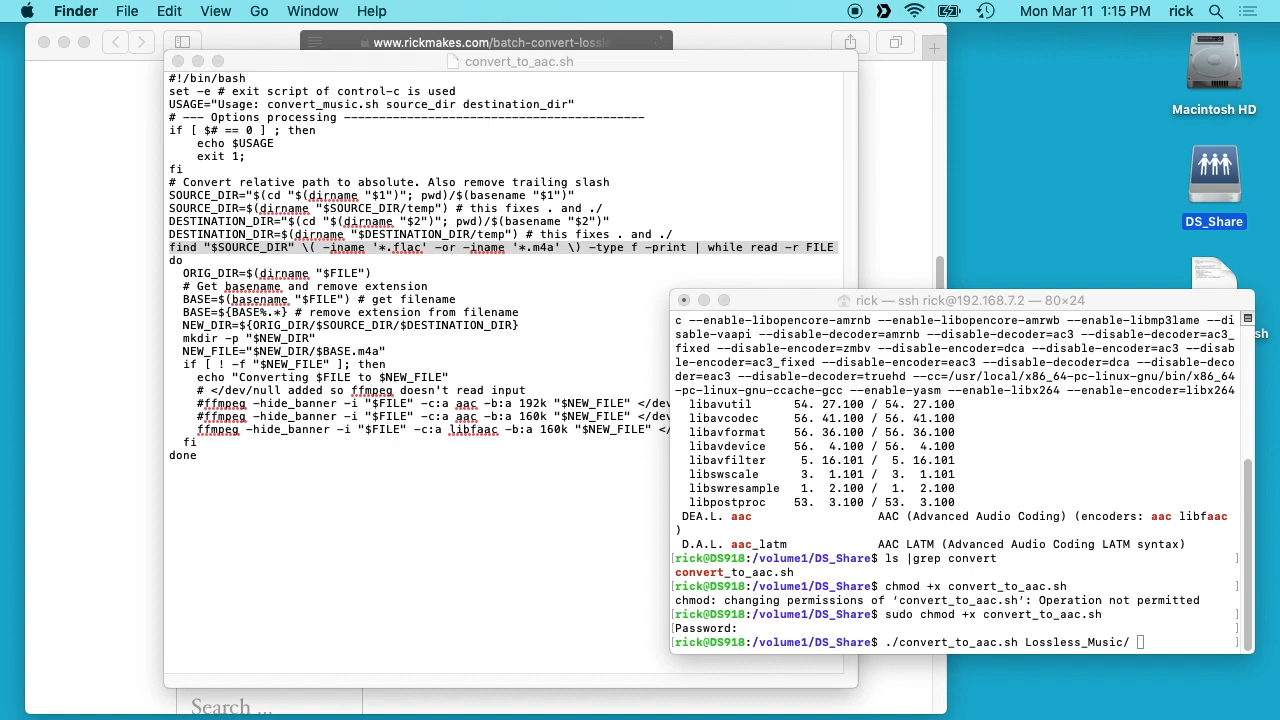 Finder File Edit View Go Window Help Mon Mar 11 1:15 PM rick
www.rickmakes.com/batch-convert-lossle
convert_to_aac.sh
#!/bin/bash
set -e # exit script of control-c is used
USAGE="Usage: convert_music.sh source_dir destination_dir"
# --- Options processing -------------------------------------------
if [ $# == 0 ] ; then
    echo $USAGE
    exit 1;
fi
# Convert relative path to absolute. Also remove trailing slash
SOURCE_DIR="$(cd "$(dirname "$1")"; pwd)/$(basename "$1")"
SOURCE_DIR=$(dirname "$SOURCE_DIR/temp") # this fixes . and ./
DESTINATION_DIR="$(cd "$(dirname "$2")"; pwd)/$(basename "$2")"
DESTINATION_DIR=$(dirname "$DESTINATION_DIR/temp") # this fixes . and ./
find "$SOURCE_DIR" \( -iname '*.flac' -or -iname '*.m4a' \) -type f -print | while read -r FILE
do
  ORIG_DIR=$(dirname "$FILE")
  # Get basename and remove extension
  BASE=$(basename "$FILE") # get filename
  BASE=${BASE%.*} # remove extension from filename
  NEW_DIR=${ORIG_DIR/$SOURCE_DIR/$DESTINATION_DIR}
  mkdir -p "$NEW_DIR"
  NEW_FILE="$NEW_DIR/$BASE.m4a"
  if [ ! -f "$NEW_FILE" ]; then
    echo "Converting $FILE to $NEW_FILE"
    # </dev/null added so ffmpeg doesn't read input
    #ffmpeg -hide_banner -i "$FILE" -c:a aac -b:a 192k "$NEW_FILE" </dev
    #ffmpeg -hide_banner -i "$FILE" -c:a aac -b:a 160k "$NEW_FILE" </dev
    ffmpeg -hide_banner -i "$FILE" -c:a libfaac -b:a 160k "$NEW_FILE" </
  fi
done
Search ...
Macintosh HD
DS_Share
sh
rick — ssh rick@192.168.7.2 — 80×24
c --enable-libopencore-amrnb --enable-libopencore-amrwb --enable-libmp3lame --di
sable-vaapi --disable-decoder=amrnb --disable-decoder=ac3 --disable-decoder=ac3_
fixed --disable-encoder=zmbv --disable-encoder=dca --disable-encoder=ac3 --disab
le-encoder=ac3_fixed --disable-encoder=eac3 --disable-decoder=dca --disable-deco
der=eac3 --disable-decoder=truehd --cc=/usr/local/x86_64-pc-linux-gnu/bin/x86_64
-pc-linux-gnu-ccache-gcc --enable-yasm --enable-libx264 --enable-encoder=libx264
  libavutil      54. 27.100 / 54. 27.100
  libavcodec     56. 41.100 / 56. 41.100
  libavformat    56. 36.100 / 56. 36.100
  libavdevice    56.  4.100 / 56.  4.100
  libavfilter     5. 16.101 /  5. 16.101
  libswscale      3.  1.101 /  3.  1.101
  libswresample   1.  2.100 /  1.  2.100
  libpostproc    53.  3.100 / 53.  3.100
 DEA.L. aac                  AAC (Advanced Audio Coding) (encoders: aac libfaac
)
 D.A.L. aac_latm             AAC LATM (Advanced Audio Coding LATM syntax)
[rick@DS918:/volume1/DS_Share$ ls |grep convert ]
convert_to_aac.sh
[rick@DS918:/volume1/DS_Share$ chmod +x convert_to_aac.sh ]
chmod: changing permissions of ‘convert_to_aac.sh’: Operation not permitted
[rick@DS918:/volume1/DS_Share$ sudo chmod +x convert_to_aac.sh ]
[Password: ]
[rick@DS918:/volume1/DS_Share$ ./convert_to_aac.sh Lossless_Music/ ]